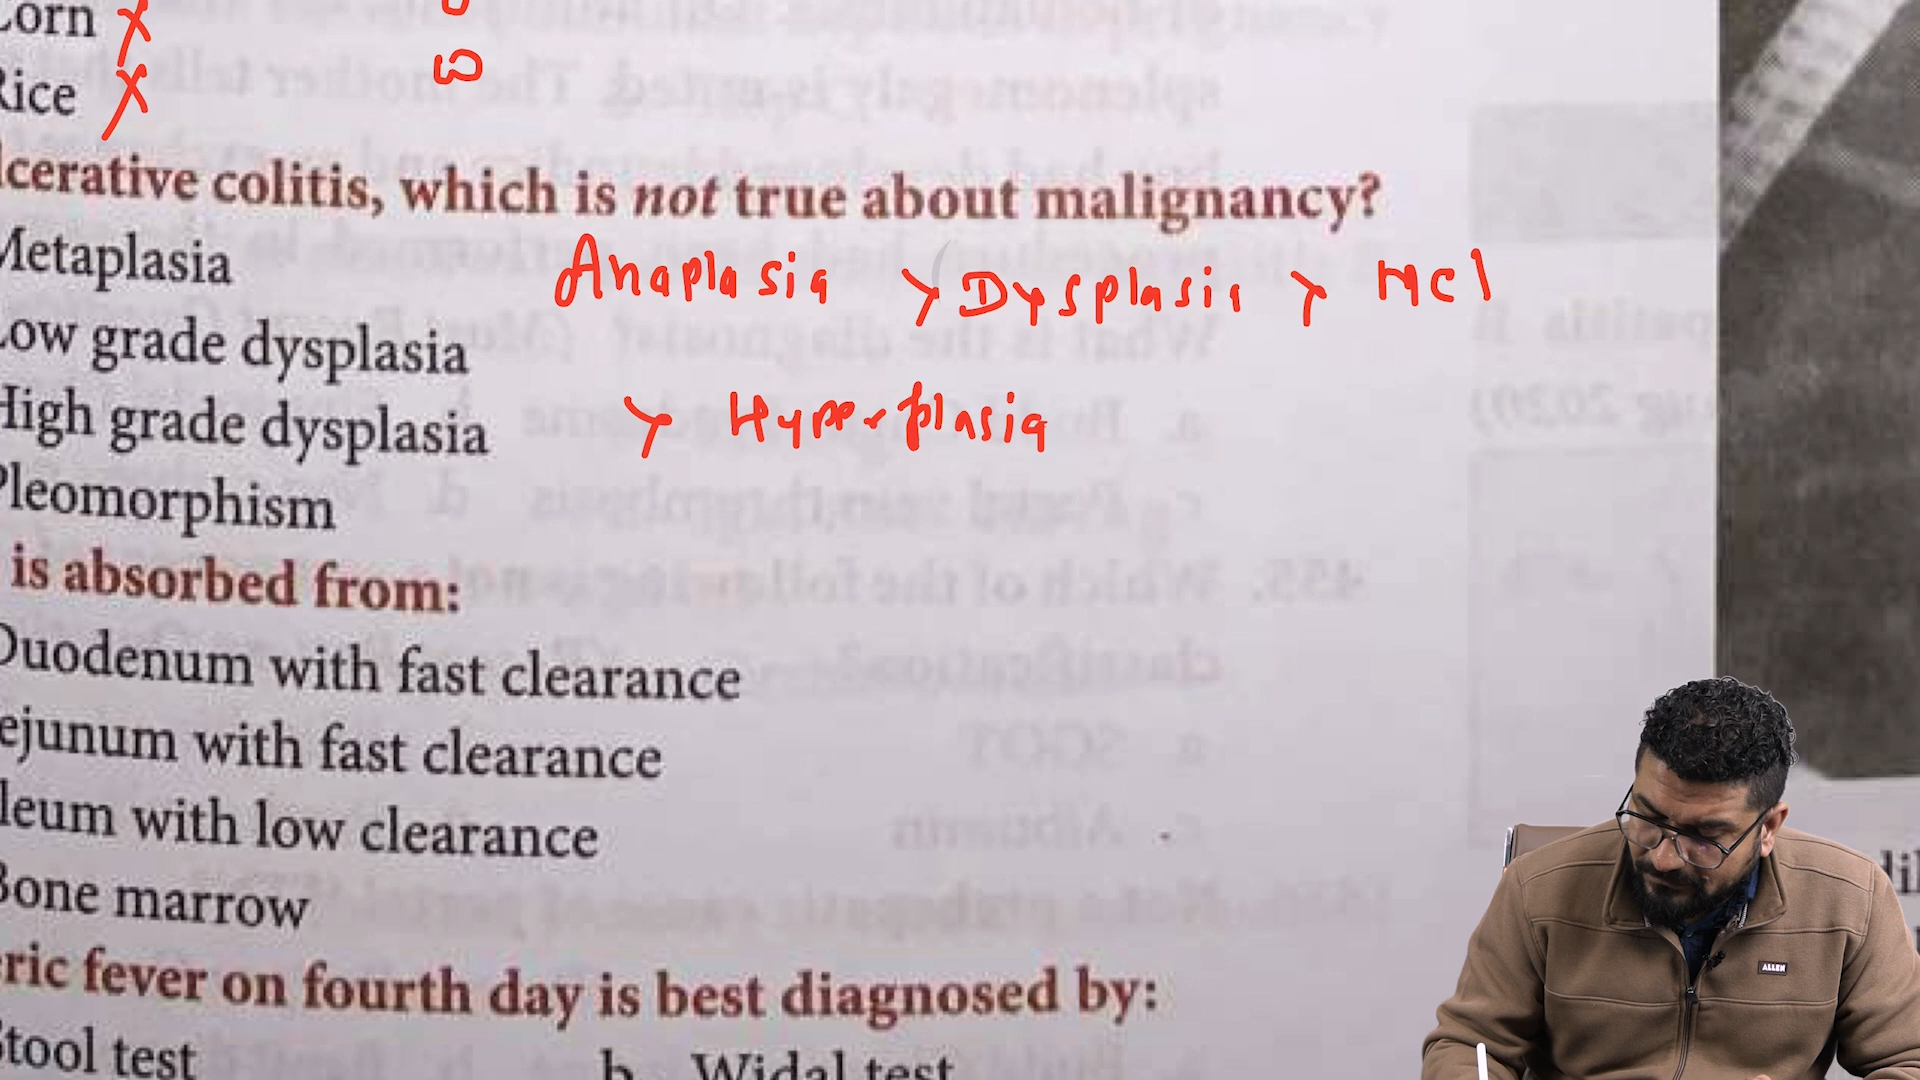 Corn X
Rice X
lcerative colitis, which is not true about malignancy?
Metaplasia
Anaplasia > Dysplasia >
Low grade dysplasia
> Hyperplasia
High grade dysplasia
Pleomorphism
is absorbed from:
Duodenum with fast clearance
ejunum with fast clearance
leum with low clearance
Bone marrow
ric fever on fourth day is best diagnosed by:
Stool test b. Widal test
ALLEN